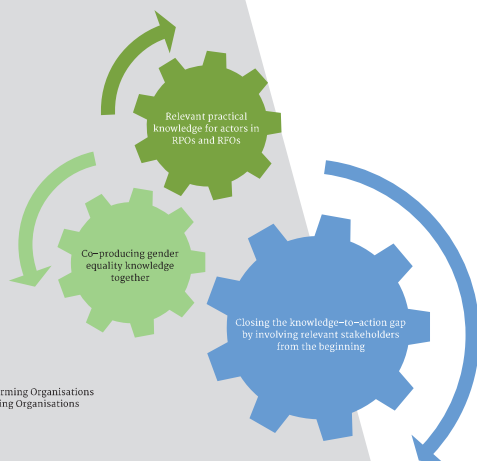 Relevant practical
knowledge for actors in
RPOs and RFOs
Co-producing gender
equality knowledge
together
Closing the knowledge-to-action gap
by involving relevant stakeholders
from the beginning
rming Organisations
ing Organisations